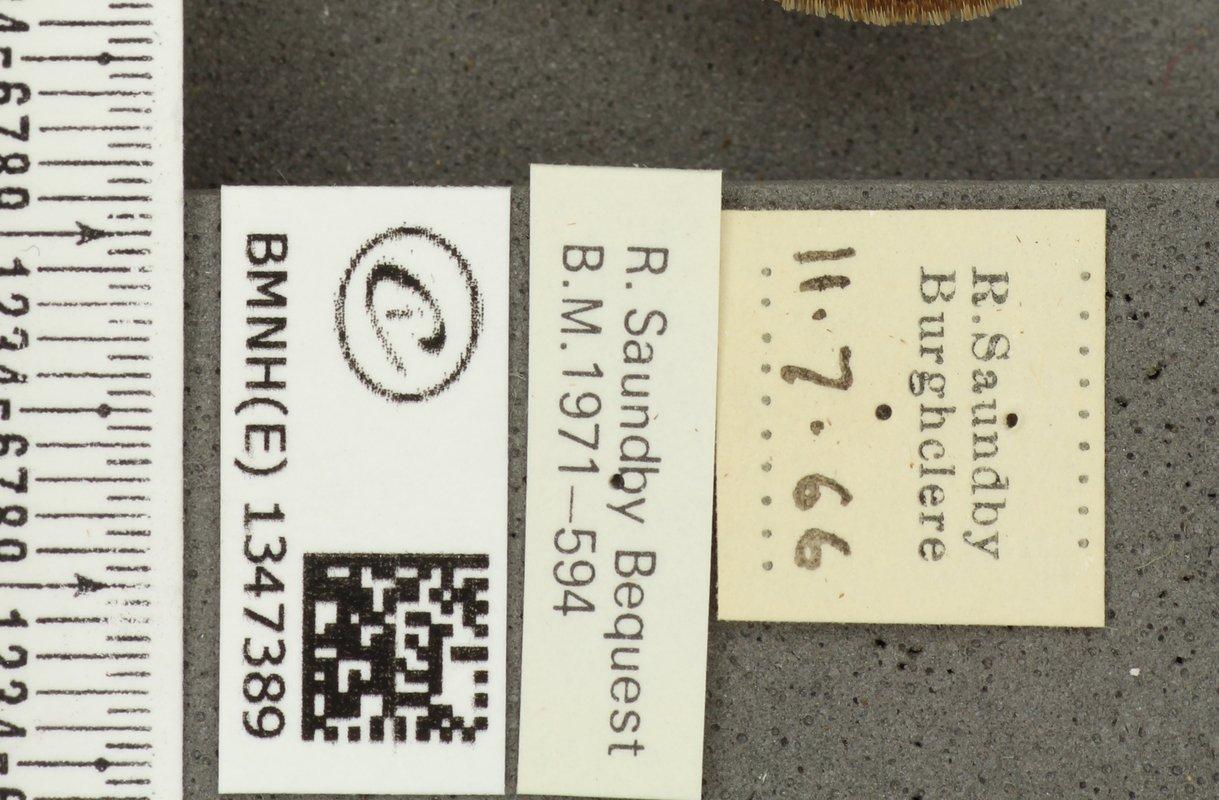 R. Saundby
Burghclere
11.7.66
R. Saundby Bequest
B.M. 1971–594
BMNH(E) 1347389